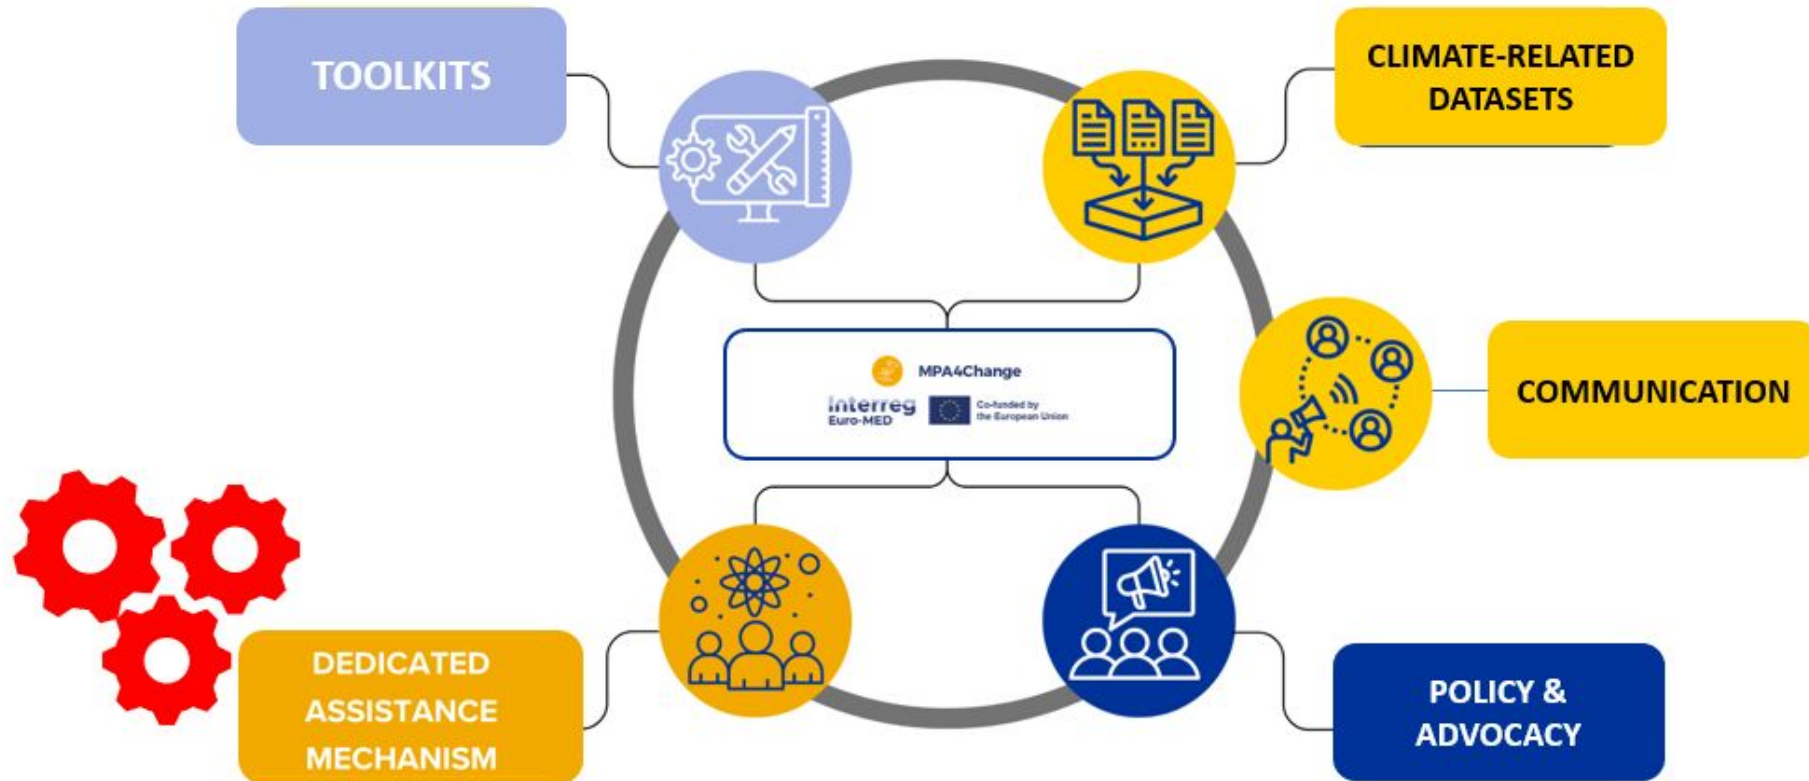 TOOLKITS
CLIMATE-RELATED
DATASETS
MPA4Change
Interreg
Euro-MED
Co-funded by
the European Union
COMMUNICATION
DEDICATED
ASSISTANCE
MECHANISM
POLICY &
ADVOCACY